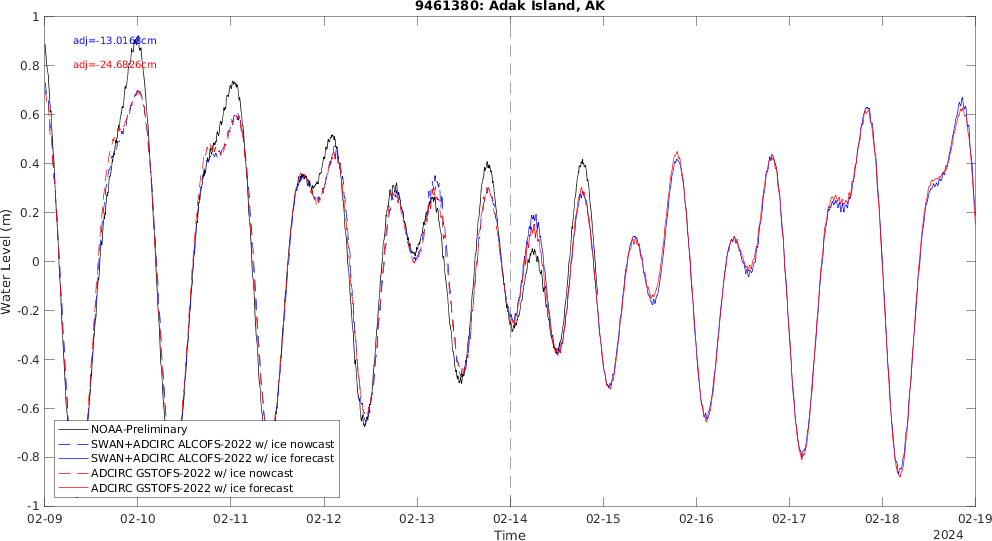 9461380: Adak Island, AK
adj=-13.0168cm
adj=-24.6826cm
Water Level (m)
1
0.8
0.6
0.4
0.2
0
-0.2
-0.4
-0.6
-0.8
-1
NOAA-Preliminary
SWAN+ADCIRC ALCOFS-2022 w/ ice nowcast
SWAN+ADCIRC ALCOFS-2022 w/ ice forecast
ADCIRC GSTOFS-2022 w/ ice nowcast
ADCIRC GSTOFS-2022 w/ ice forecast
02-09 02-10 02-11 02-12 02-13 02-14 02-15 02-16 02-17 02-18 02-19
Time
2024